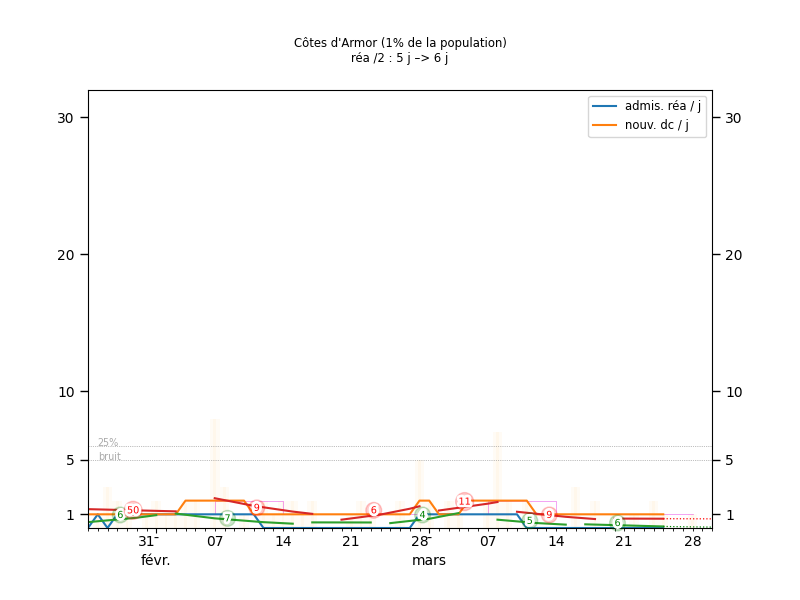 Côtes d'Armor (1% de la population)
réa /2 : 5 j –> 6 j
admis. réa / j
nouv. dc / j
30 30
20 20
10 10
25%
5 bruit 5
1 6 50 7 9 6 4 11 5 9 6 1
31 07 14 21 28 07 14 21 28
févr. mars